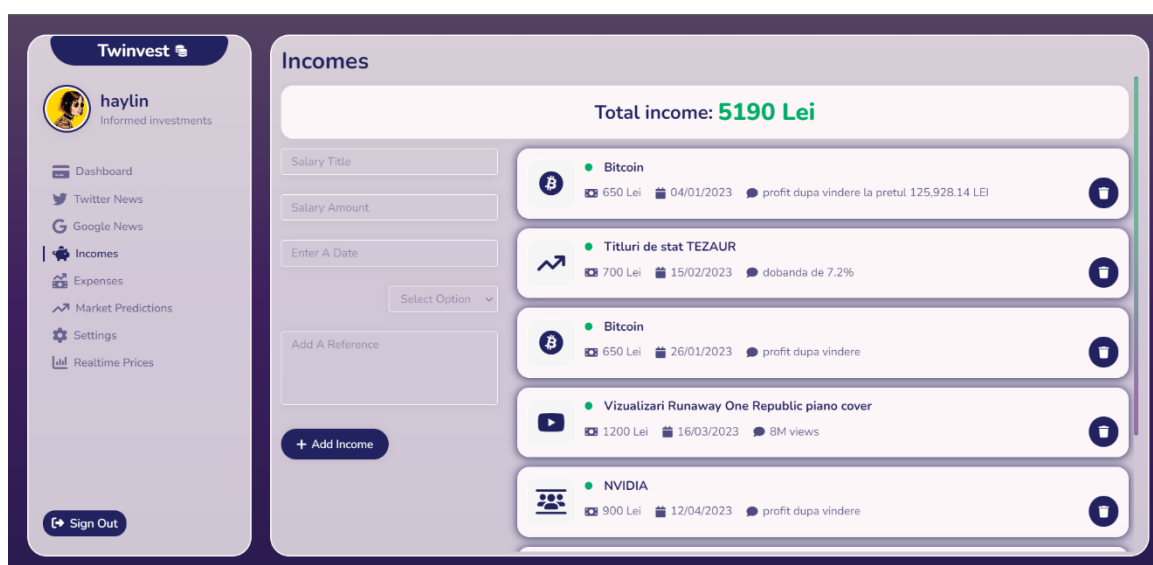 Twinvest
haylin
Informed investments
Dashboard
Twitter News
Google News
Incomes
Expenses
Market Predictions
Settings
Realtime Prices
Sign Out
Incomes
Total income: 5190 Lei
Salary Title
Salary Amount
Enter A Date
Select Option
Add A Reference
+ Add Income
Bitcoin
650 Lei 04/01/2023 profit dupa vindere la pretul 125,928.14 LEI
Titluri de stat TEZAUR
700 Lei 15/02/2023 dobanda de 7.2%
Bitcoin
650 Lei 26/01/2023 profit dupa vindere
Vizualizari Runaway One Republic piano cover
1200 Lei 16/03/2023 8M views
NVIDIA
900 Lei 12/04/2023 profit dupa vindere